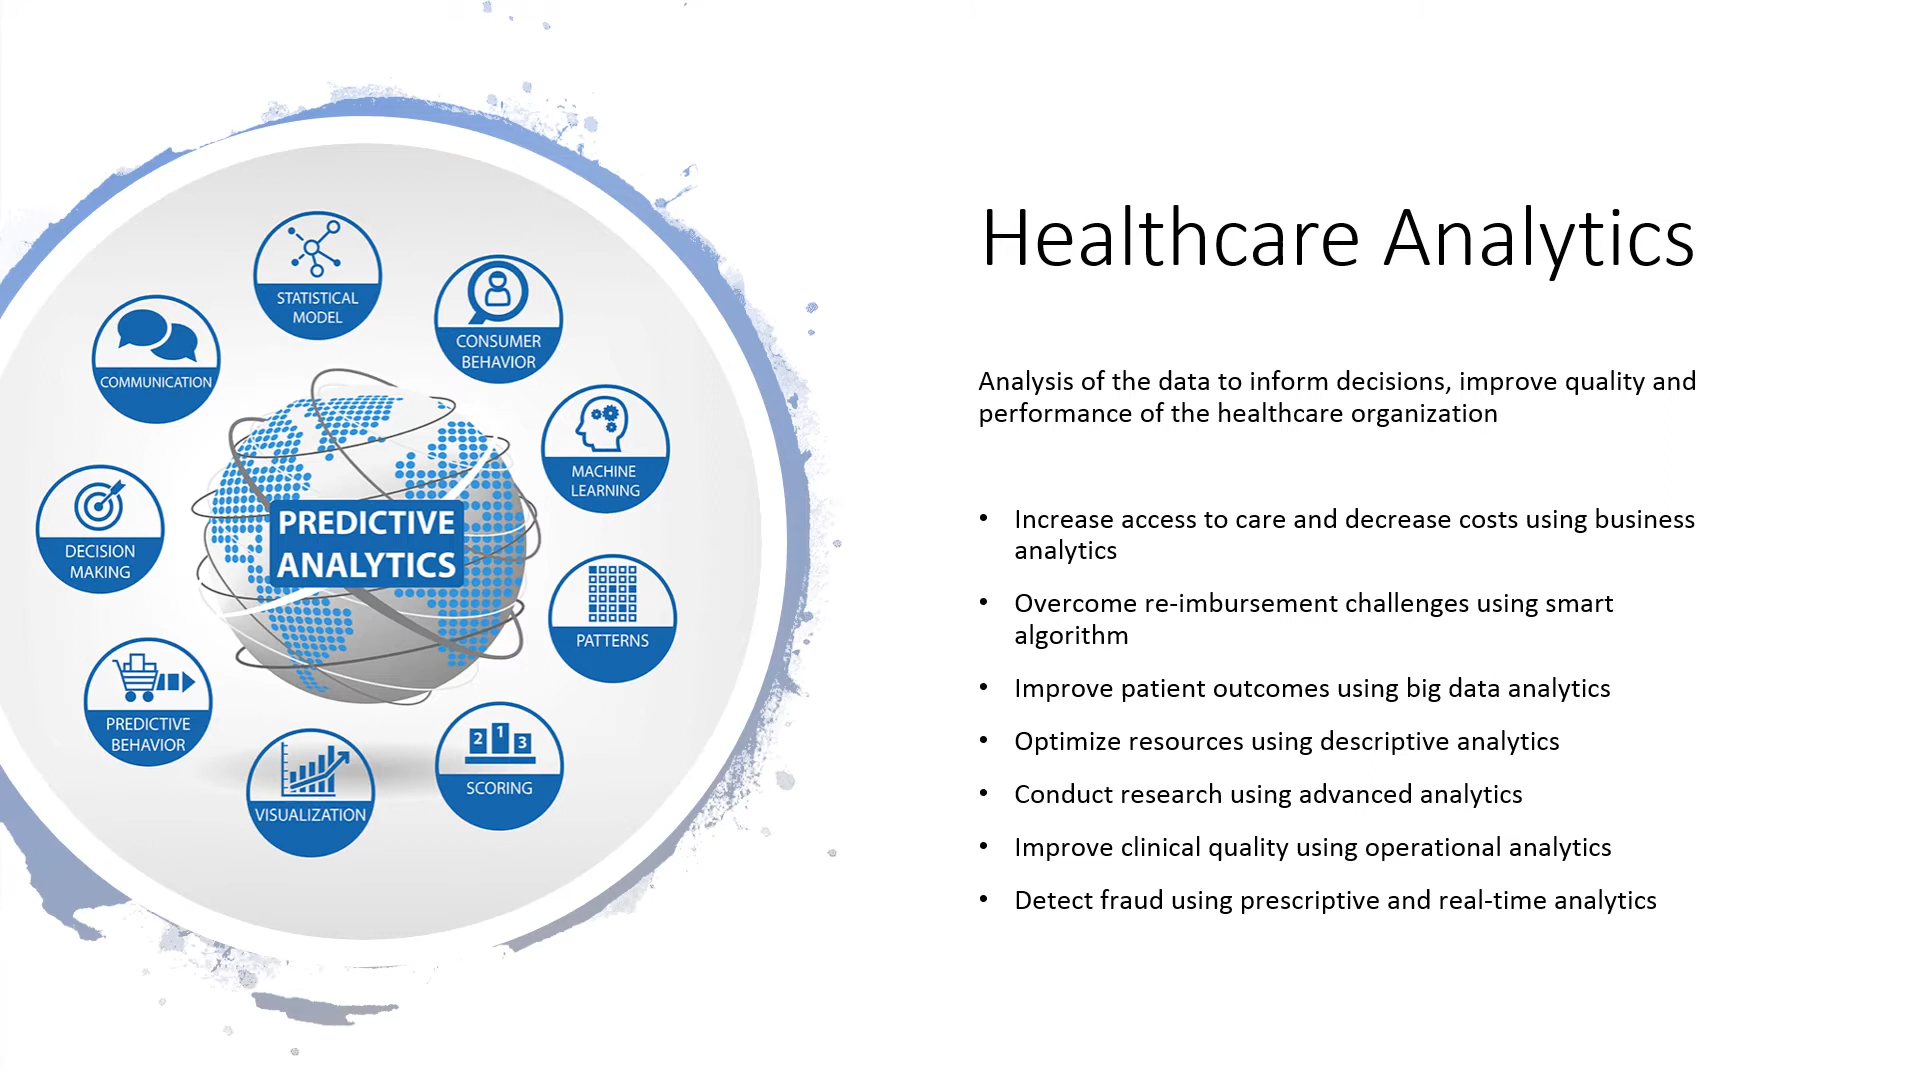 Healthcare Analytics
Analysis of the data to inform decisions, improve quality and
performance of the healthcare organization
• Increase access to care and decrease costs using business
analytics
• Overcome re-imbursement challenges using smart
algorithm
• Improve patient outcomes using big data analytics
• Optimize resources using descriptive analytics
• Conduct research using advanced analytics
• Improve clinical quality using operational analytics
• Detect fraud using prescriptive and real-time analytics
PREDICTIVE
ANALYTICS
STATISTICAL
MODEL
CONSUMER
BEHAVIOR
MACHINE
LEARNING
PATTERNS
2 1 3
SCORING
VISUALIZATION
PREDICTIVE
BEHAVIOR
DECISION
MAKING
COMMUNICATION